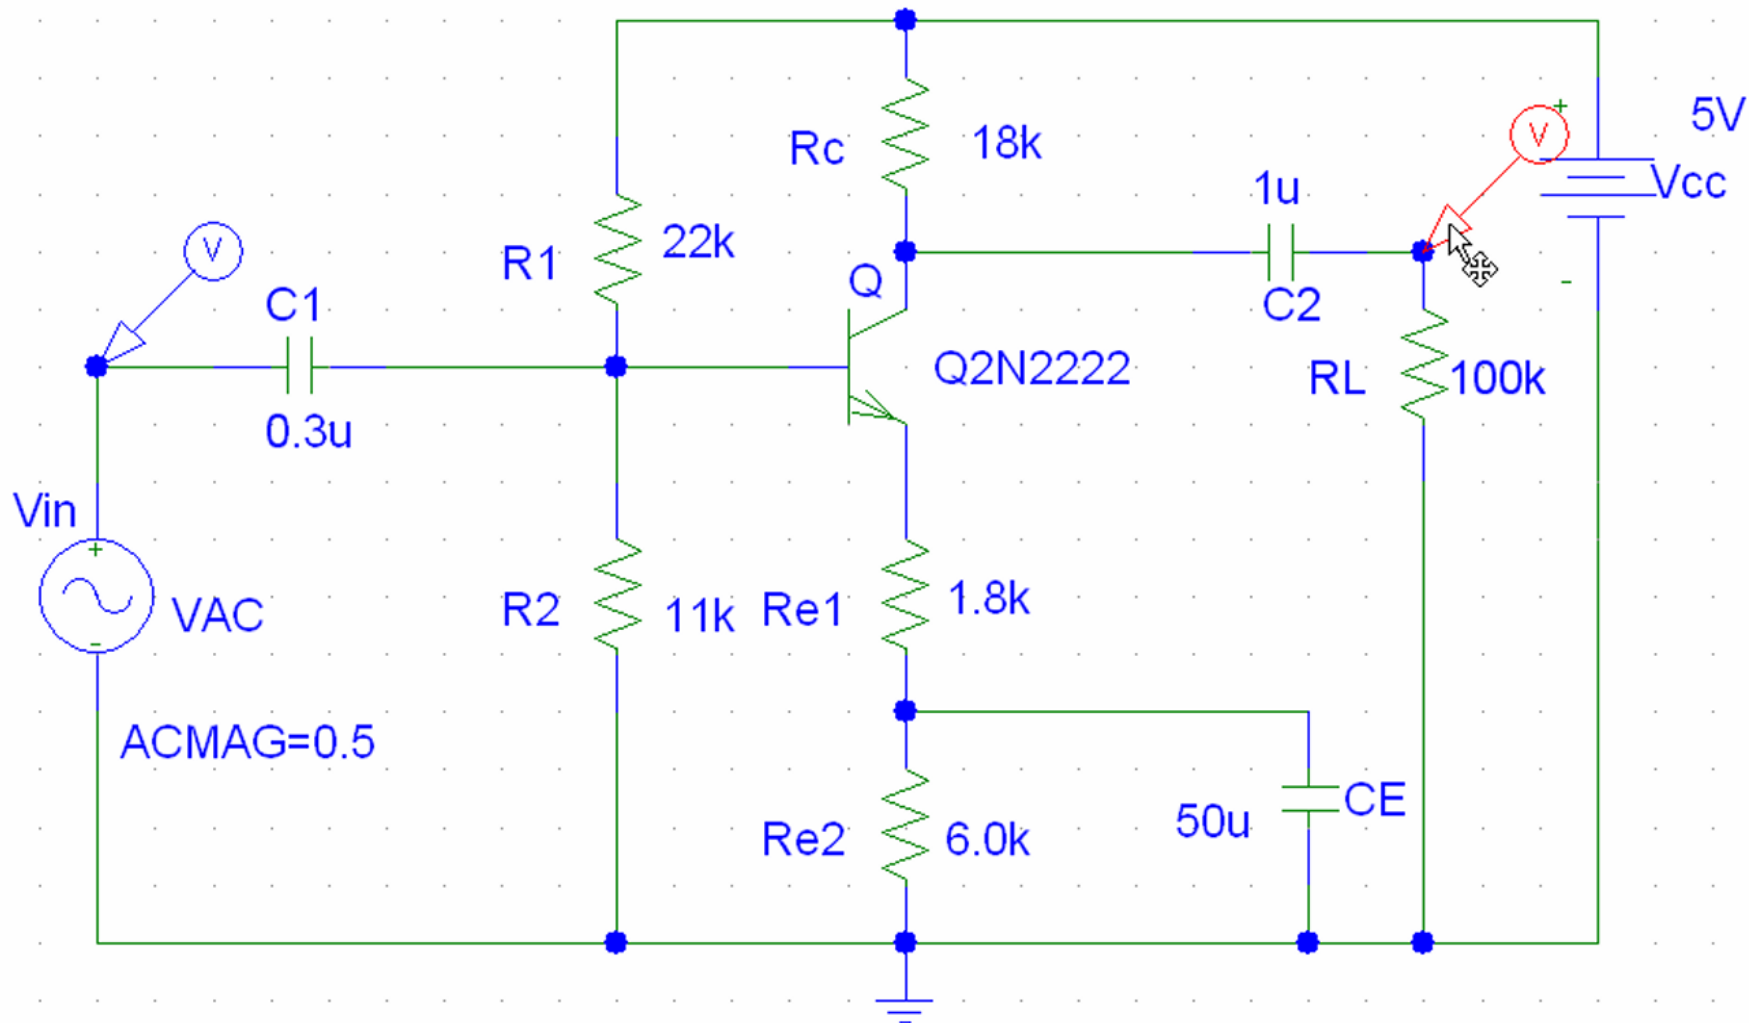 5V
Rc
18k
V
+
Vcc
1u
22k
R1
V
Q
-
C1
C2
Q2N2222
RL
100k
0.3u
Vin
+
VAC
-
R2
11k
Re1
1.8k
ACMAG=0.5
CE
50u
Re2
6.0k